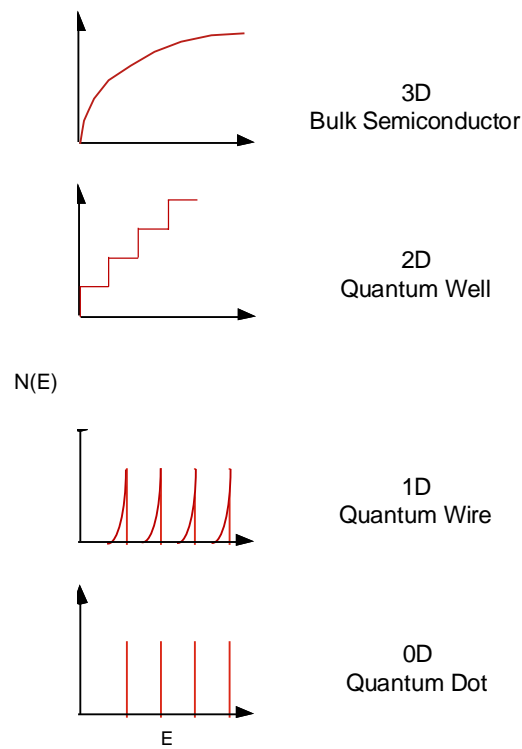 3D
Bulk Semiconductor
2D
Quantum Well
N(E)
1D
Quantum Wire
0D
Quantum Dot
E